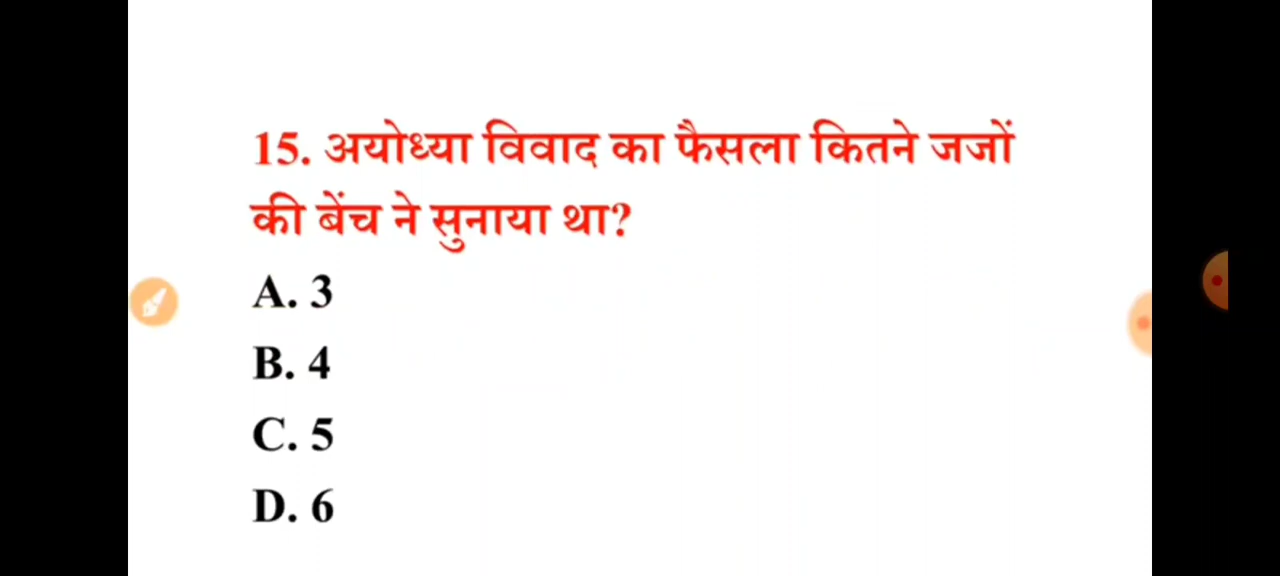 15. अयोध्या विवाद का फैसला कितने जजों
की बेंच ने सुनाया था?
A. 3
B. 4
C. 5
D. 6